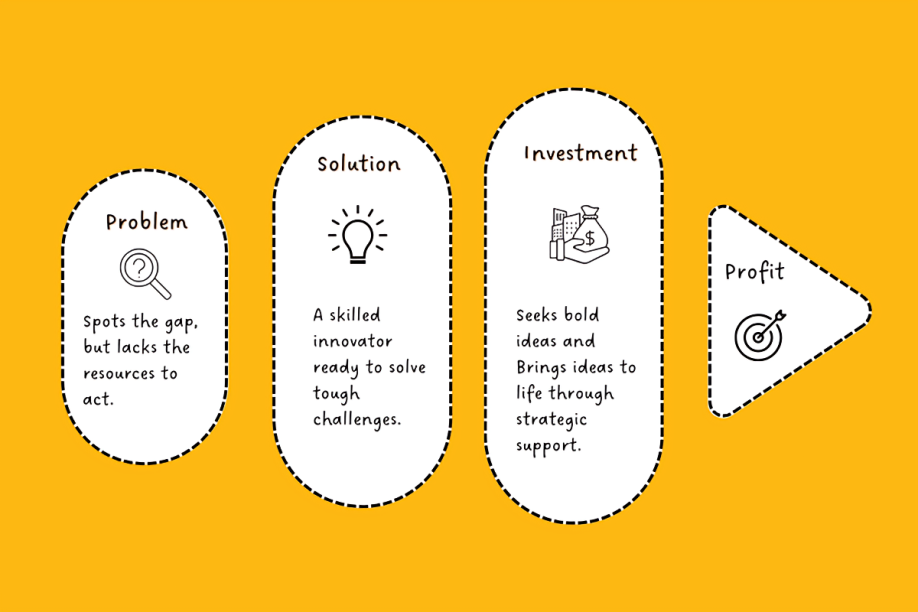 Problem
?
Spots the gap,
but lacks the
resources to
act.
Solution
A skilled
innovator
ready to solve
tough
challenges.
Investment
$
Seeks bold
ideas and
Brings ideas to
life through
strategic
support.
Profit